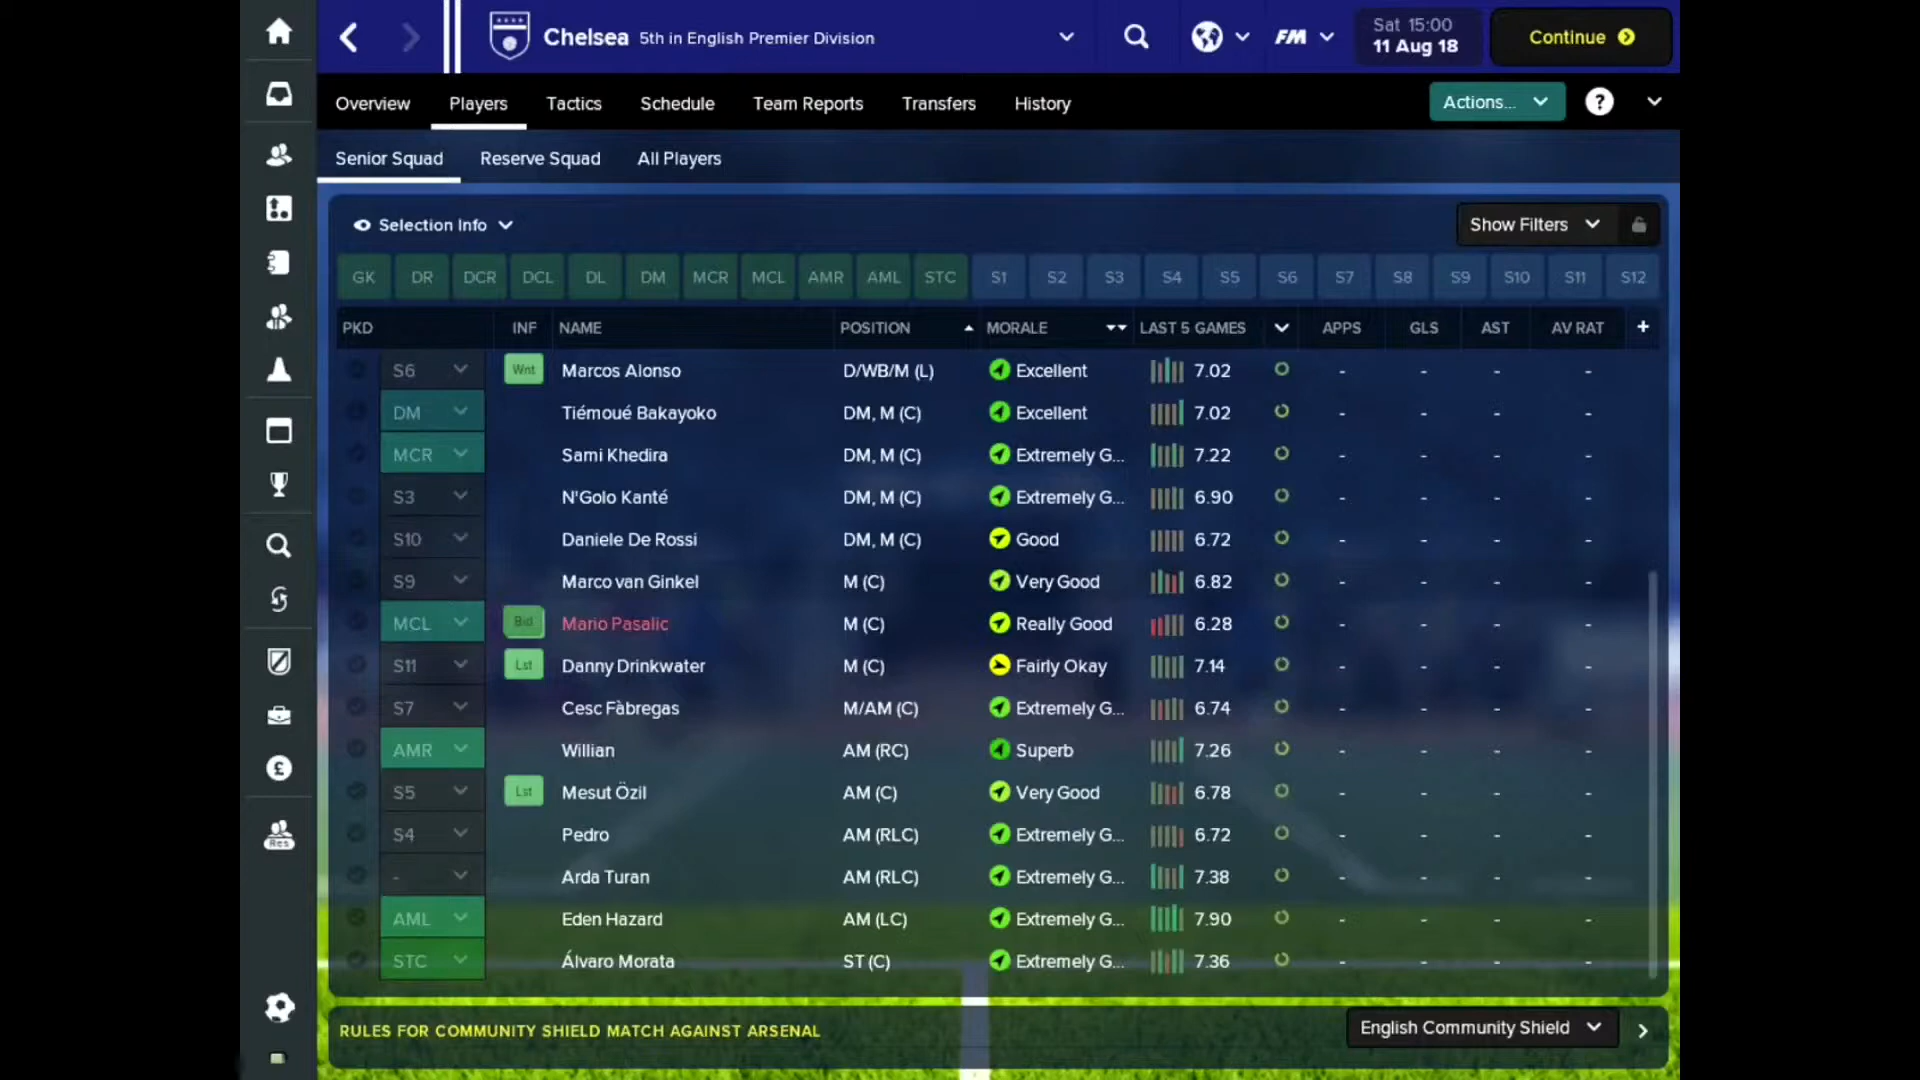 Chelsea 5th in English Premier Division
FM
Sat 15:00
11 Aug 18
Continue
Overview Players Tactics Schedule Team Reports Transfers History
Actions... ?
Senior Squad Reserve Squad All Players
Selection Info
Show Filters
GK DR DCR DCL DL DM MCR MCL AMR AML STC S1 S2 S3 S4 S5 S6 S7 S8 S9 S10 S11 S12
PKD INF NAME POSITION MORALE LAST 5 GAMES APPS GLS AST AV RAT +
S6 Wnt Marcos Alonso D/WB/M (L) Excellent 7.02 - - - -
DM Tiémoué Bakayoko DM, M (C) Excellent 7.02 - - - -
MCR Sami Khedira DM, M (C) Extremely G... 7.22 - - - -
S3 N'Golo Kanté DM, M (C) Extremely G... 6.90 - - - -
S10 Daniele De Rossi DM, M (C) Good 6.72 - - - -
S9 Marco van Ginkel M (C) Very Good 6.82 - - - -
MCL Bid Mario Pasalic M (C) Really Good 6.28 - - - -
S11 Lst Danny Drinkwater M (C) Fairly Okay 7.14 - - - -
S7 Cesc Fàbregas M/AM (C) Extremely G... 6.74 - - - -
AMR Willian AM (RC) Superb 7.26 - - - -
S5 Lst Mesut Özil AM (C) Very Good 6.78 - - - -
S4 Pedro AM (RLC) Extremely G... 6.72 - - - -
- Arda Turan AM (RLC) Extremely G... 7.38 - - - -
AML Eden Hazard AM (LC) Extremely G... 7.90 - - - -
STC Álvaro Morata ST (C) Extremely G... 7.36 - - - -
Res
RULES FOR COMMUNITY SHIELD MATCH AGAINST ARSENAL
English Community Shield